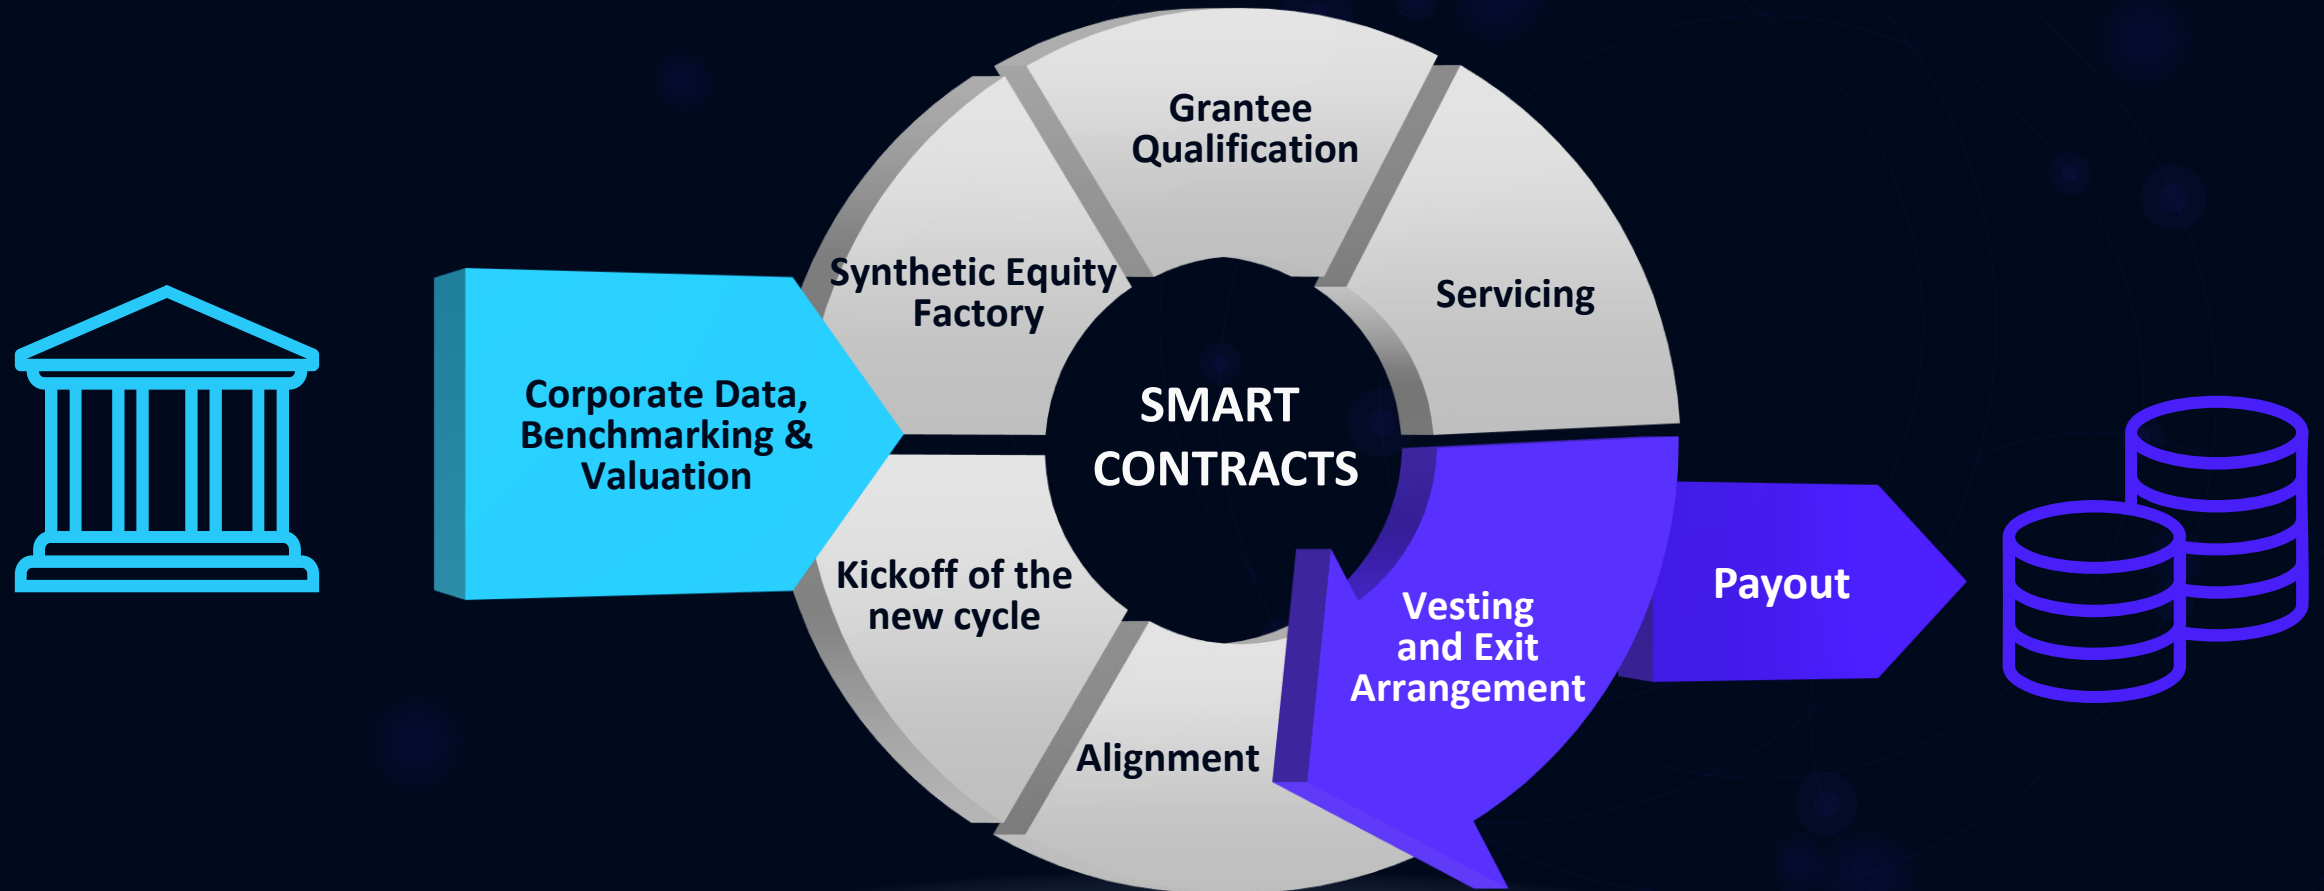 Grantee
Qualification
Synthetic Equity
Factory
Servicing
Corporate Data,
Benchmarking &
Valuation
SMART
CONTRACTS
Kickoff of the
new cycle
Vesting
and Exit
Arrangement
Payout
Alignment